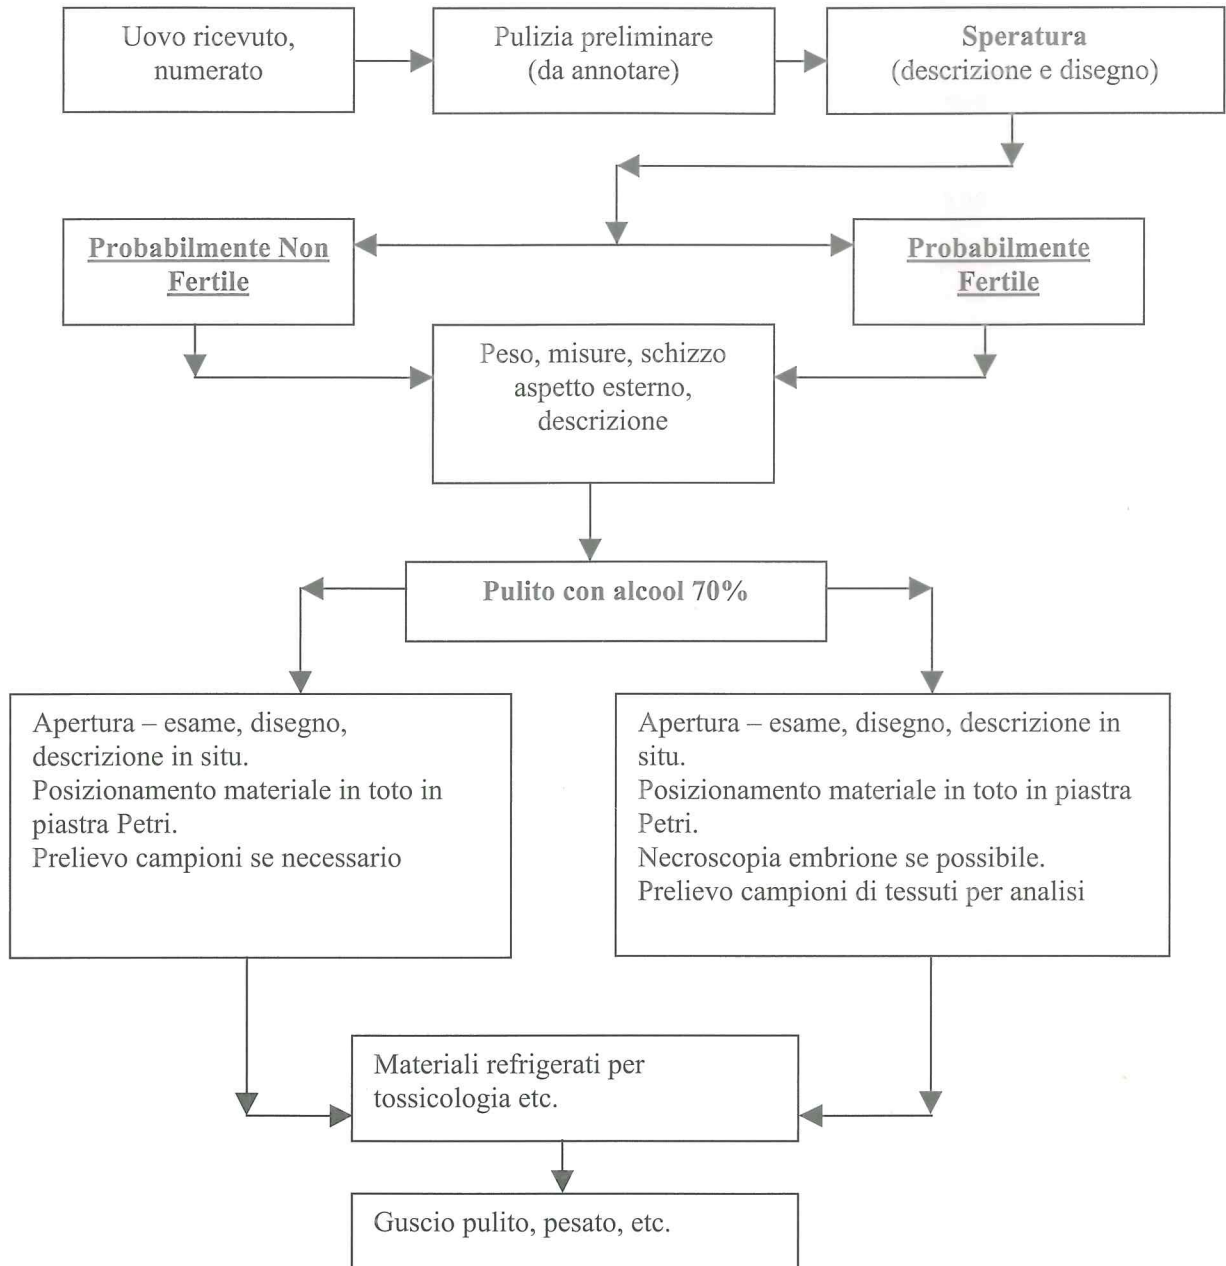 Uovo ricevuto,
numerato
Pulizia preliminare
(da annotare)
Speratura
(descrizione e disegno)
Probabilmente Non
Fertile
Probabilmente
Fertile
Peso, misure, schizzo
aspetto esterno,
descrizione
Pulito con alcool 70%
Apertura – esame, disegno,
descrizione in situ.
Posizionamento materiale in toto in
piastra Petri.
Prelievo campioni se necessario
Apertura – esame, disegno, descrizione in
situ.
Posizionamento materiale in toto in piastra
Petri.
Necroscopia embrione se possibile.
Prelievo campioni di tessuti per analisi
Materiali refrigerati per
tossicologia etc.
Guscio pulito, pesato, etc.